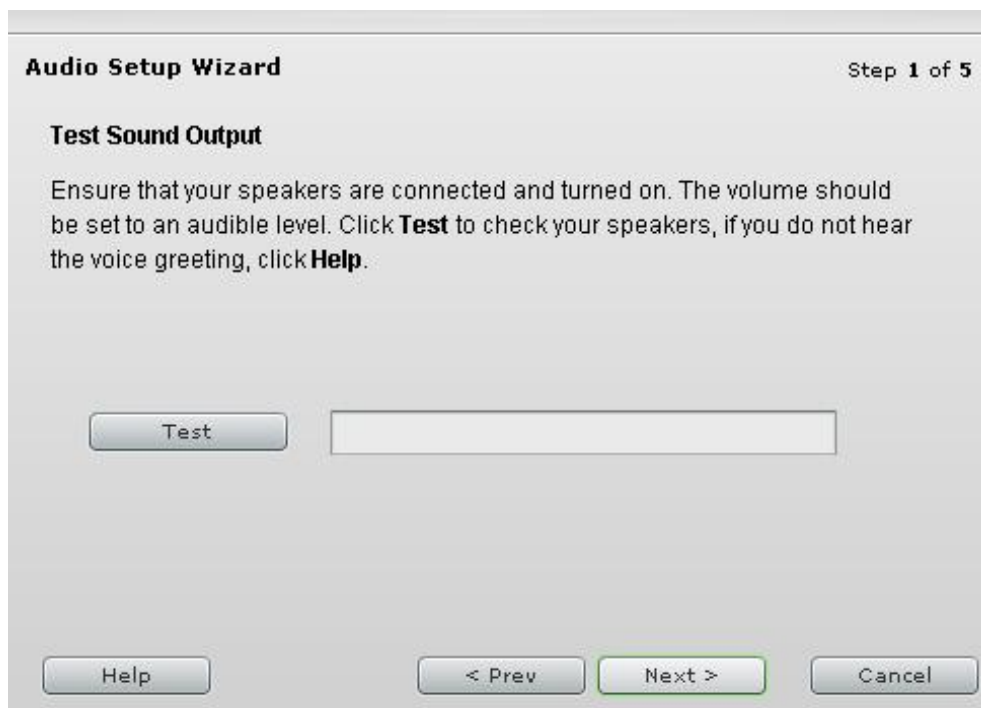 Audio Setup Wizard
Step 1 of 5
Test Sound Output
Ensure that your speakers are connected and turned on. The volume should
be set to an audible level. Click Test to check your speakers, if you do not hear
the voice greeting, click Help.
Test
Help
< Prev
Next >
Cancel